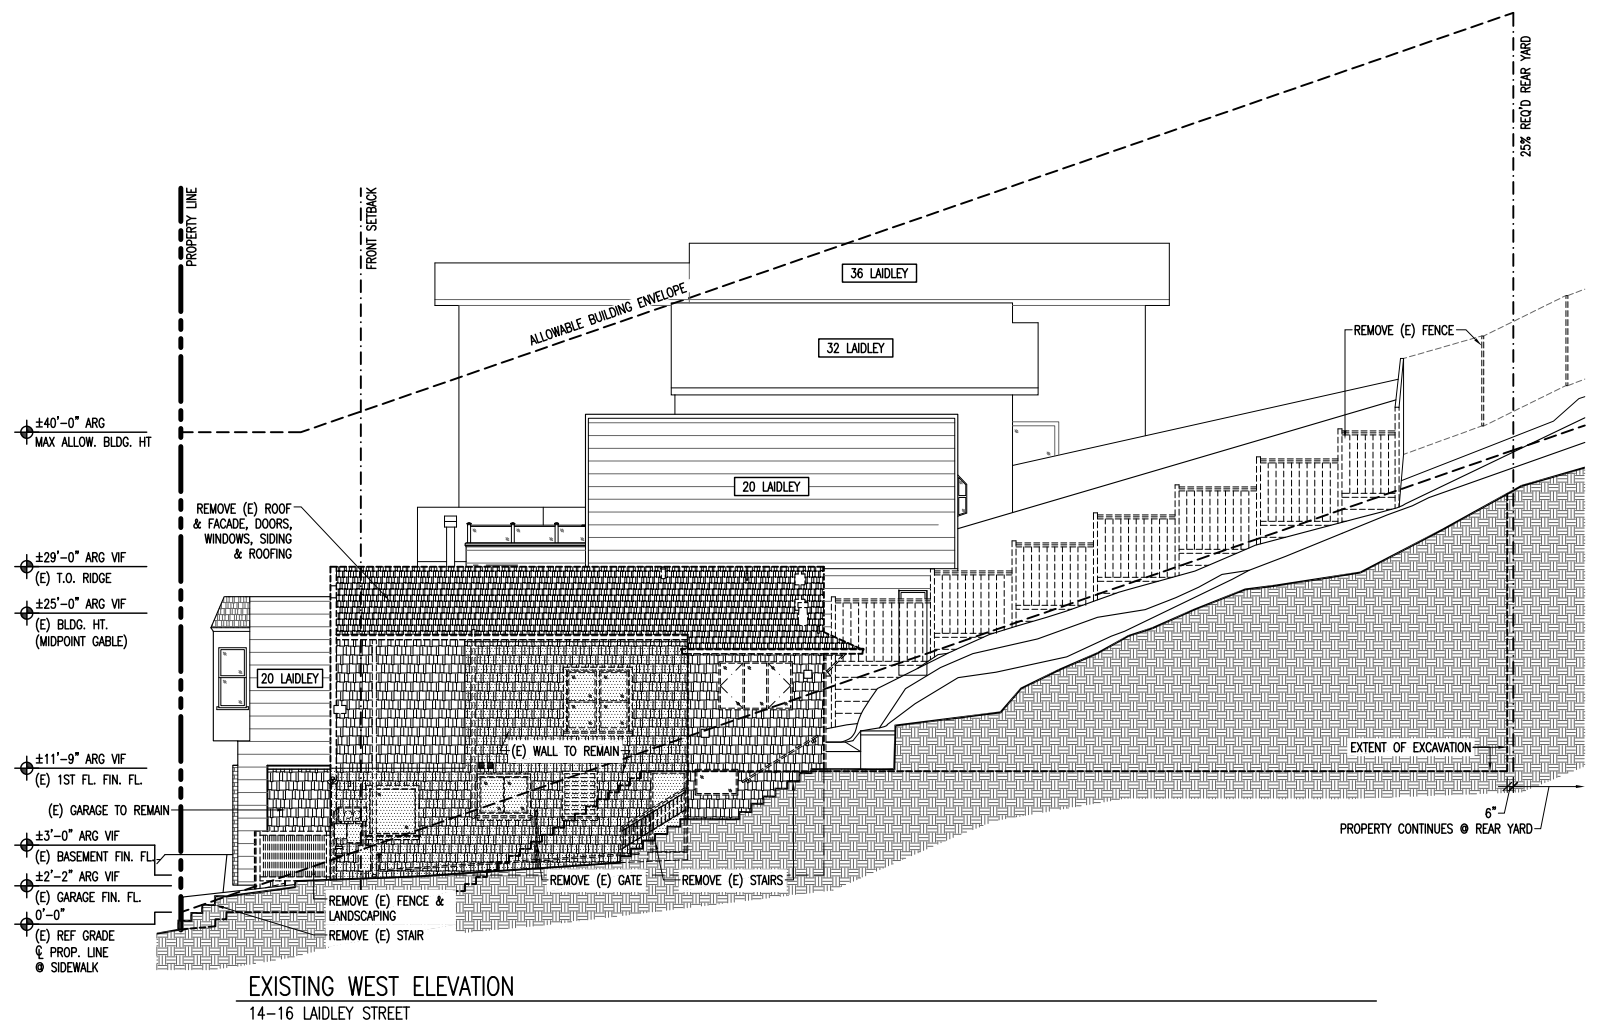 25% REQ'D REAR YARD
PROPERTY LINE
FRONT SETBACK
36 LAIDLEY
ALLOWABLE BUILDING ENVELOPE
REMOVE (E) FENCE
32 LAIDLEY
±40'-0" ARG
MAX ALLOW. BLDG. HT
20 LAIDLEY
REMOVE (E) ROOF
& FACADE, DOORS,
WINDOWS, SIDING
& ROOFING
±29'-0" ARG VIF
(E) T.O. RIDGE
±25'-0" ARG VIF
(E) BLDG. HT.
(MIDPOINT GABLE)
20 LAIDLEY
(E) WALL TO REMAIN
EXTENT OF EXCAVATION
±11'-9" ARG VIF
(E) 1ST FL. FIN. FL.
(E) GARAGE TO REMAIN
6"
PROPERTY CONTINUES @ REAR YARD
±3'-0" ARG VIF
(E) BASEMENT FIN. FL.
±2'-2" ARG VIF
(E) GARAGE FIN. FL.
REMOVE (E) GATE
REMOVE (E) STAIRS
REMOVE (E) FENCE &
LANDSCAPING
0'-0"
(E) REF GRADE
℄ PROP. LINE
@ SIDEWALK
REMOVE (E) STAIR
EXISTING WEST ELEVATION
14-16 LAIDLEY STREET